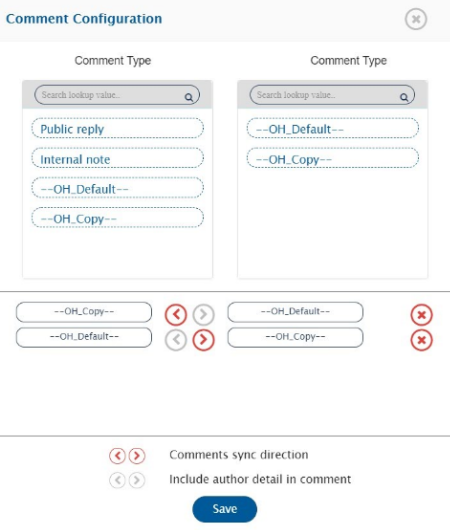 Comment Configuration
Comment Type
Comment Type
Search lookup value..
Search lookup value..
Public reply
Internal note
--OH_Default--
--OH_Copy--
--OH_Default--
--OH_Copy--
--OH_Copy--
--OH_Default--
--OH_Default--
--OH_Copy--
Comments sync direction
Include author detail in comment
Save